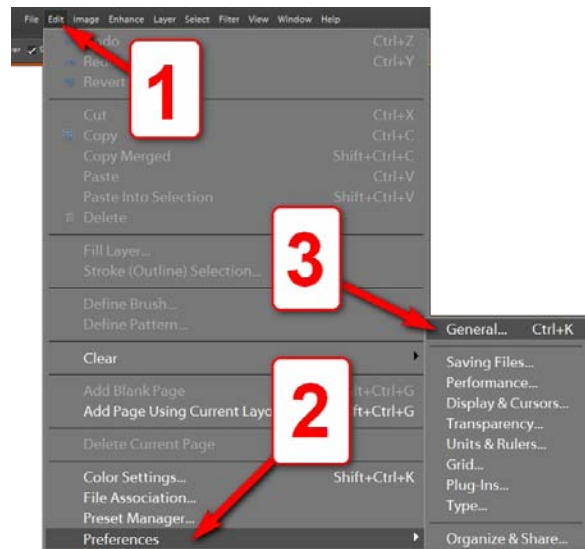 File Edit Image Enhance Layer Select Filter View Window Help
1
Ctrl+Z
Ctrl+Y
Revert
Cut Ctrl+X
Copy Ctrl+C
Copy Merged Shift+Ctrl+C
Paste Ctrl+V
Paste Into Selection Shift+Ctrl+V
Delete
Fill Layer...
Stroke (Outline) Selection...
3
Define Brush...
Define Pattern...
Clear
2
Add Blank Page
Add Page Using Current
Delete Current Page
Color Settings... Shift+Ctrl+K
File Association...
Preset Manager...
Preferences
General... Ctrl+K
Saving Files...
Performance...
Display & Cursors...
Transparency...
Units & Rulers...
Grid...
Plug-Ins...
Type...
Organize & Share...